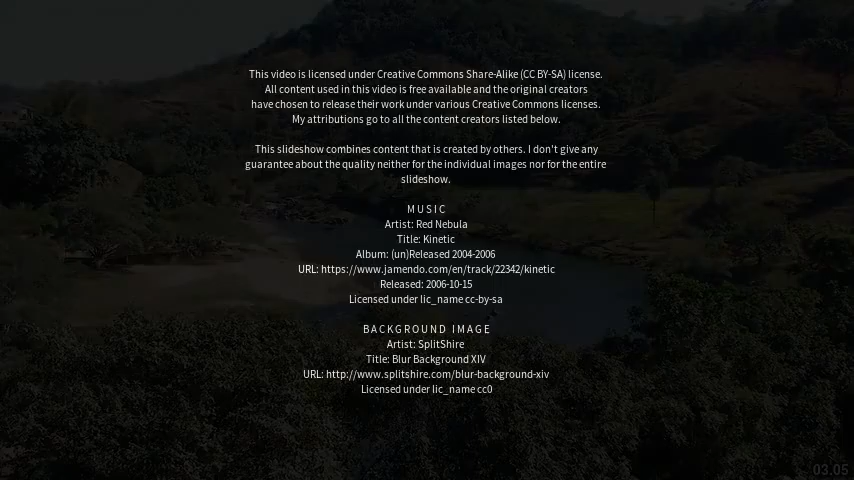 This video is licensed under Creative Commons Share-Alike (CC BY-SA) license.
All content used in this video is free available and the original creators
have chosen to release their work under various Creative Commons licenses.
My attributions go to all the content creators listed below.
This slideshow combines content that is created by others. I don't give any
guarantee about the quality neither for the individual images nor for the entire
slideshow.
MUSIC
Artist: Red Nebula
Title: Kinetic
Album: (un)Released 2004-2006
URL: https://www.jamendo.com/en/track/22342/kinetic
Released: 2006-10-15
Licensed under lic_name cc-by-sa
BACKGROUND IMAGE
Artist: SplitShire
Title: Blur Background XIV
URL: http://www.splitshire.com/blur-background-xiv
Licensed under lic_name cc0
03.05